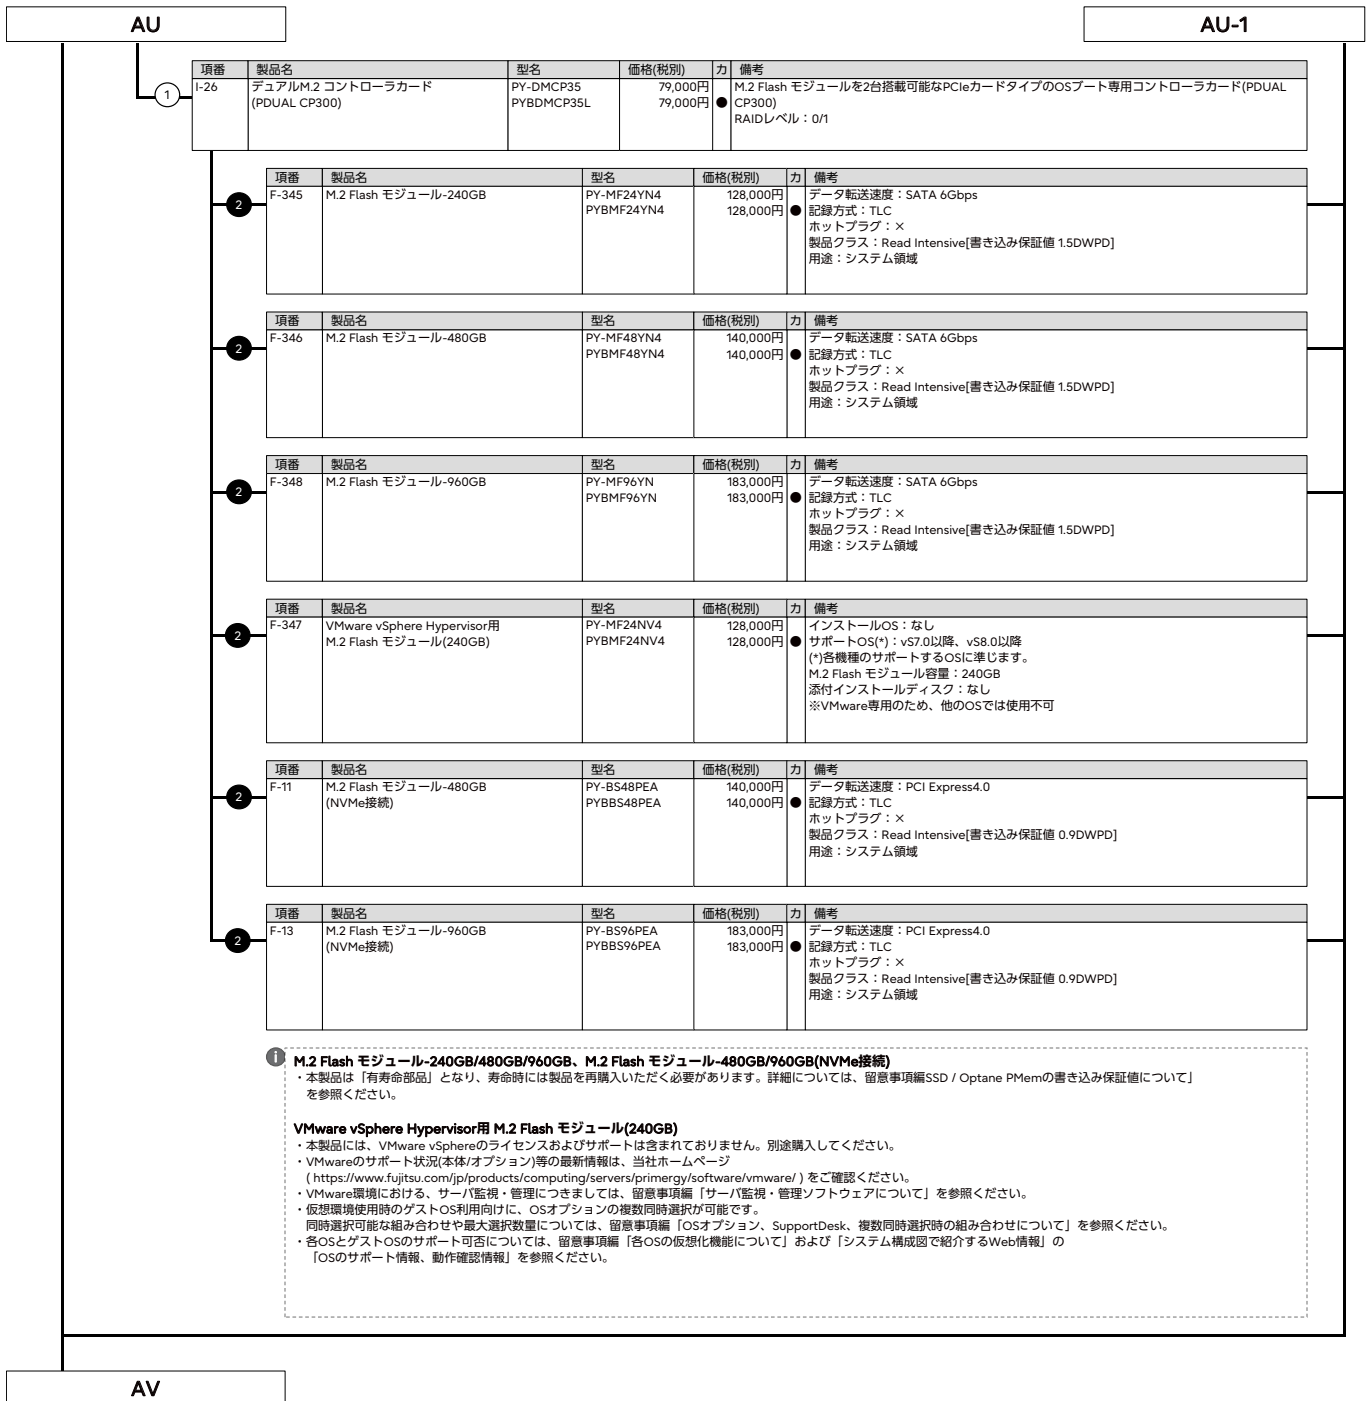 AU
AU-1
1
項番 製品名 型名 価格(税別) カ 備考
I-26 デュアルM.2 コントローラカード PY-DMCP35 79,000円 M.2 Flash モジュールを2台搭載可能なPCIeカードタイプのOSブート専用コントローラカード(PDUAL
(PDUAL CP300) PYBDMCP35L 79,000円 ● CP300)
RAIDレベル：0/1
項番 製品名 型名 価格(税別) カ 備考
F-345 M.2 Flash モジュール-240GB PY-MF24YN4 128,000円 データ転送速度：SATA 6Gbps
2 PYBMF24YN4 128,000円 ● 記録方式：TLC
ホットプラグ：×
製品クラス：Read Intensive[書き込み保証値 1.5DWPD]
用途：システム領域
項番 製品名 型名 価格(税別) カ 備考
F-346 M.2 Flash モジュール-480GB PY-MF48YN4 140,000円 データ転送速度：SATA 6Gbps
2 PYBMF48YN4 140,000円 ● 記録方式：TLC
ホットプラグ：×
製品クラス：Read Intensive[書き込み保証値 1.5DWPD]
用途：システム領域
項番 製品名 型名 価格(税別) カ 備考
F-348 M.2 Flash モジュール-960GB PY-MF96YN 183,000円 データ転送速度：SATA 6Gbps
2 PYBMF96YN 183,000円 ● 記録方式：TLC
ホットプラグ：×
製品クラス：Read Intensive[書き込み保証値 1.5DWPD]
用途：システム領域
項番 製品名 型名 価格(税別) カ 備考
F-347 VMware vSphere Hypervisor用 PY-MF24NV4 128,000円 インストールOS：なし
2 M.2 Flash モジュール(240GB) PYBMF24NV4 128,000円 ● サポートOS(*)：vS7.0以降、vS8.0以降
(*)各機種のサポートするOSに準じます。
M.2 Flash モジュール容量：240GB
添付インストールディスク：なし
※VMware専用のため、他のOSでは使用不可
項番 製品名 型名 価格(税別) カ 備考
F-11 M.2 Flash モジュール-480GB PY-BS48PEA 140,000円 データ転送速度：PCI Express4.0
2 (NVMe接続) PYBBS48PEA 140,000円 ● 記録方式：TLC
ホットプラグ：×
製品クラス：Read Intensive[書き込み保証値 0.9DWPD]
用途：システム領域
項番 製品名 型名 価格(税別) カ 備考
F-13 M.2 Flash モジュール-960GB PY-BS96PEA 183,000円 データ転送速度：PCI Express4.0
2 (NVMe接続) PYBBS96PEA 183,000円 ● 記録方式：TLC
ホットプラグ：×
製品クラス：Read Intensive[書き込み保証値 0.9DWPD]
用途：システム領域
i M.2 Flash モジュール-240GB/480GB/960GB、M.2 Flash モジュール-480GB/960GB(NVMe接続)
・本製品は「有寿命部品」となり、寿命時には製品を再購入いただく必要があります。詳細については、留意事項編SSD / Optane PMemの書き込み保証値について」
を参照ください。
VMware vSphere Hypervisor用 M.2 Flash モジュール(240GB)
・本製品には、VMware vSphereのライセンスおよびサポートは含まれておりません。別途購入してください。
・VMwareのサポート状況(本体/オプション)等の最新情報は、当社ホームページ
( https://www.fujitsu.com/jp/products/computing/servers/primergy/software/vmware/ ) をご確認ください。
・VMware環境における、サーバ監視・管理につきましては、留意事項編「サーバ監視・管理ソフトウェアについて」を参照ください。
・仮想環境使用時のゲストOS利用向けに、OSオプションの複数同時選択が可能です。
同時選択可能な組み合わせや最大選択数量については、留意事項編「OSオプション、SupportDesk、複数同時選択時の組み合わせについて」を参照ください。
・各OSとゲストOSのサポート可否については、留意事項編「各OSの仮想化機能について」および「システム構成図で紹介するWeb情報」の
「OSのサポート情報、動作確認情報」を参照ください。
AV